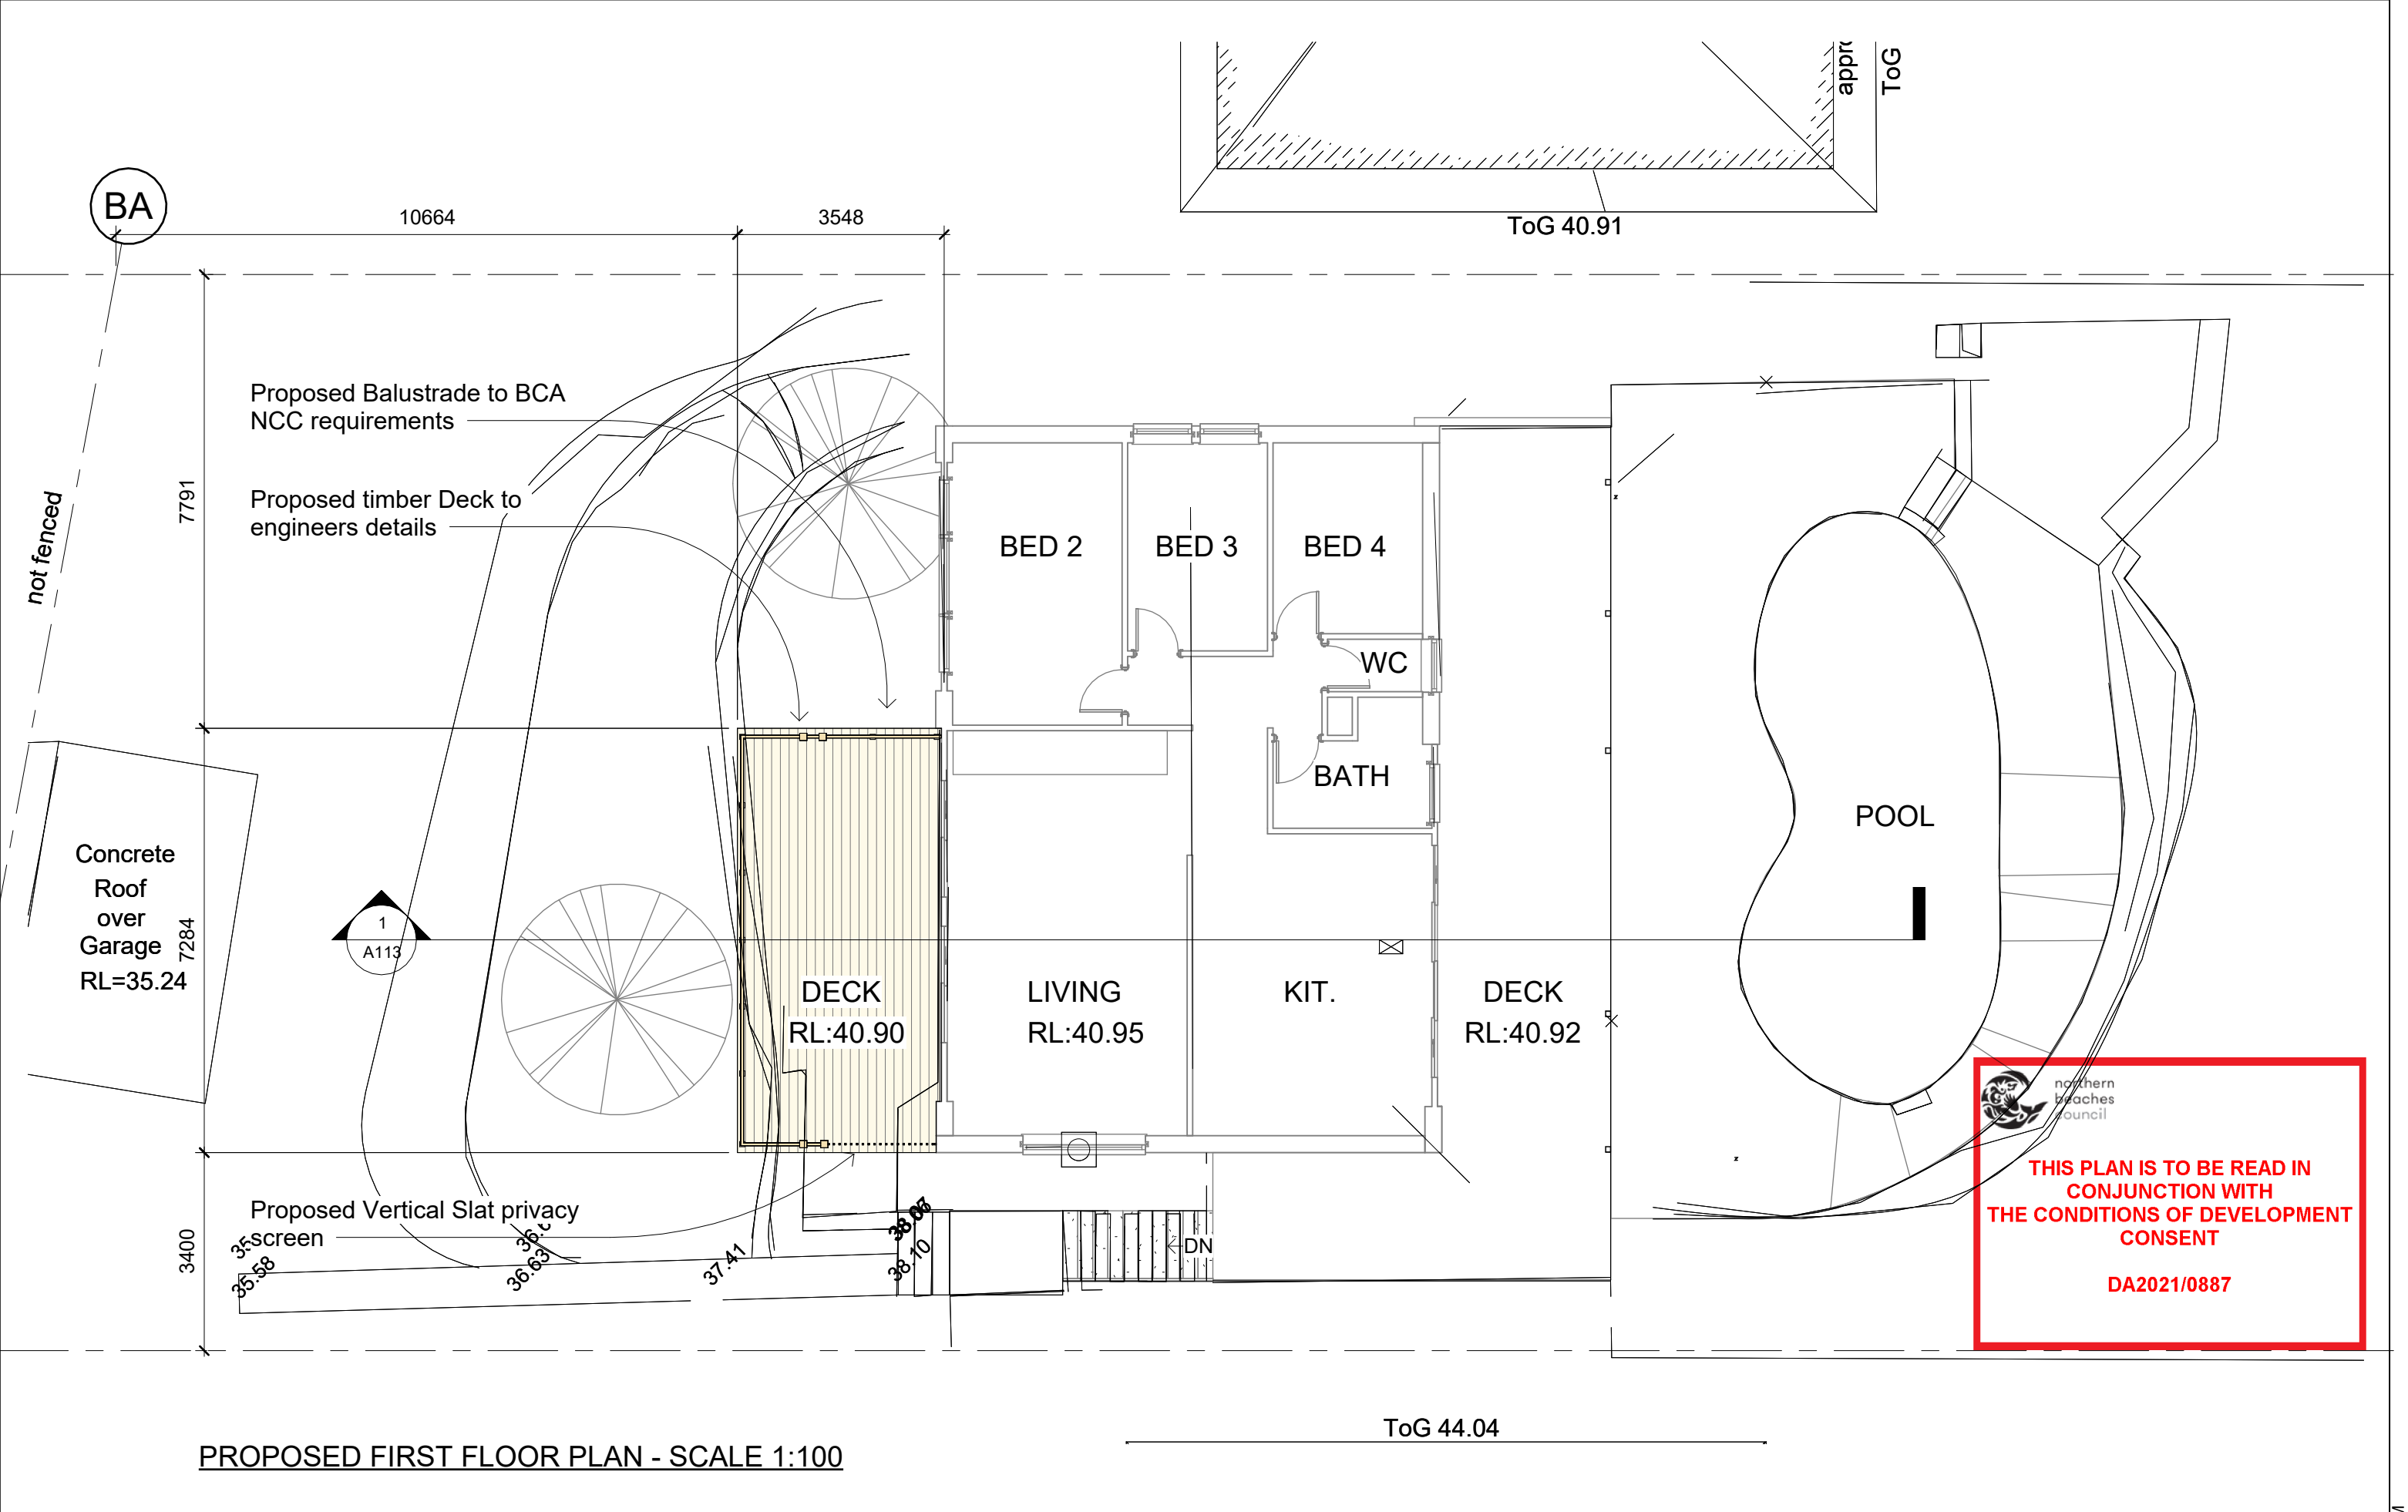 appro
ToG
BA
10664
3548
ToG 40.91
not fenced
Proposed Balustrade to BCA
NCC requirements
7791
Proposed timber Deck to
engineers details
BED 2
BED 3
BED 4
WC
BATH
POOL
Concrete
Roof
over
Garage
RL=35.24
7284
1
A113
DECK
RL:40.90
LIVING
RL:40.95
KIT.
DECK
RL:40.92
Proposed Vertical Slat privacy
screen
3400
35.58
36.63
37.41
38.10
DN
northern
beaches
council
THIS PLAN IS TO BE READ IN
CONJUNCTION WITH
THE CONDITIONS OF DEVELOPMENT
CONSENT
DA2021/0887
ToG 44.04
PROPOSED FIRST FLOOR PLAN - SCALE 1:100